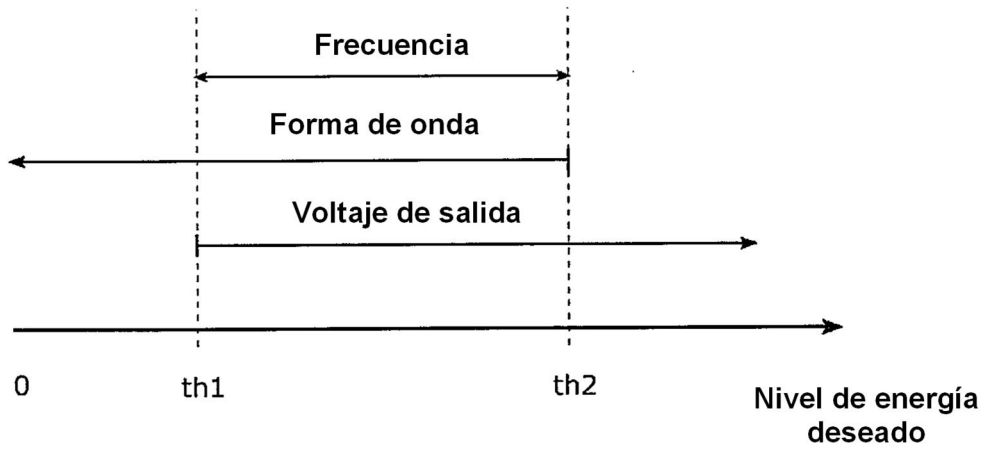 Frecuencia
Forma de onda
Voltaje de salida
0 th1 th2
Nivel de energía
deseado